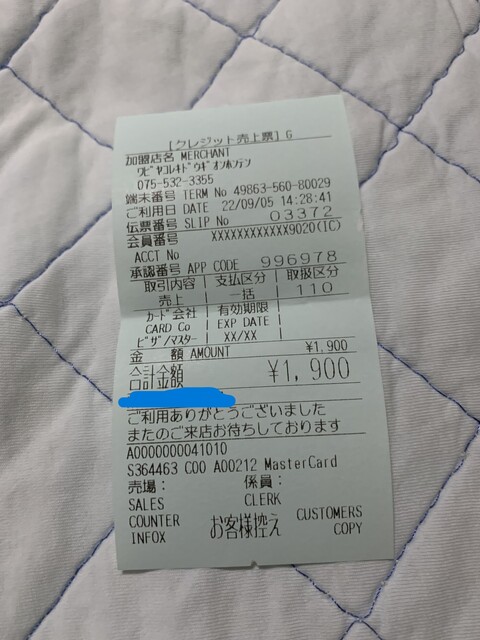 [クレジット売上票] G
加盟店名 MERCHANT
ワビヤコレキドウギオンホンテン
075-532-3355
端末番号 TERM No 49863-560-80029
ご利用日 DATE 22/09/05 14:28:41
伝票番号 SLIP No 03372
会員番号 XXXXXXXXXXXX9020(IC)
ACCT No
承認番号 APP CODE 996978
取引内容 支払区分 取扱区分
売上 一括 110
カード会社 有効期限
CARD Co EXP DATE
ビザ/マスター XX/XX
金 額 AMOUNT ¥1,900
合計金額 ¥1,900
ご利用ありがとうございました
またのご来店お待ちしております
A0000000041010
S364463 C00 A00212 MasterCard
売場: 係員:
SALES CLERK
COUNTER お客様控え CUSTOMERS
INFOX COPY